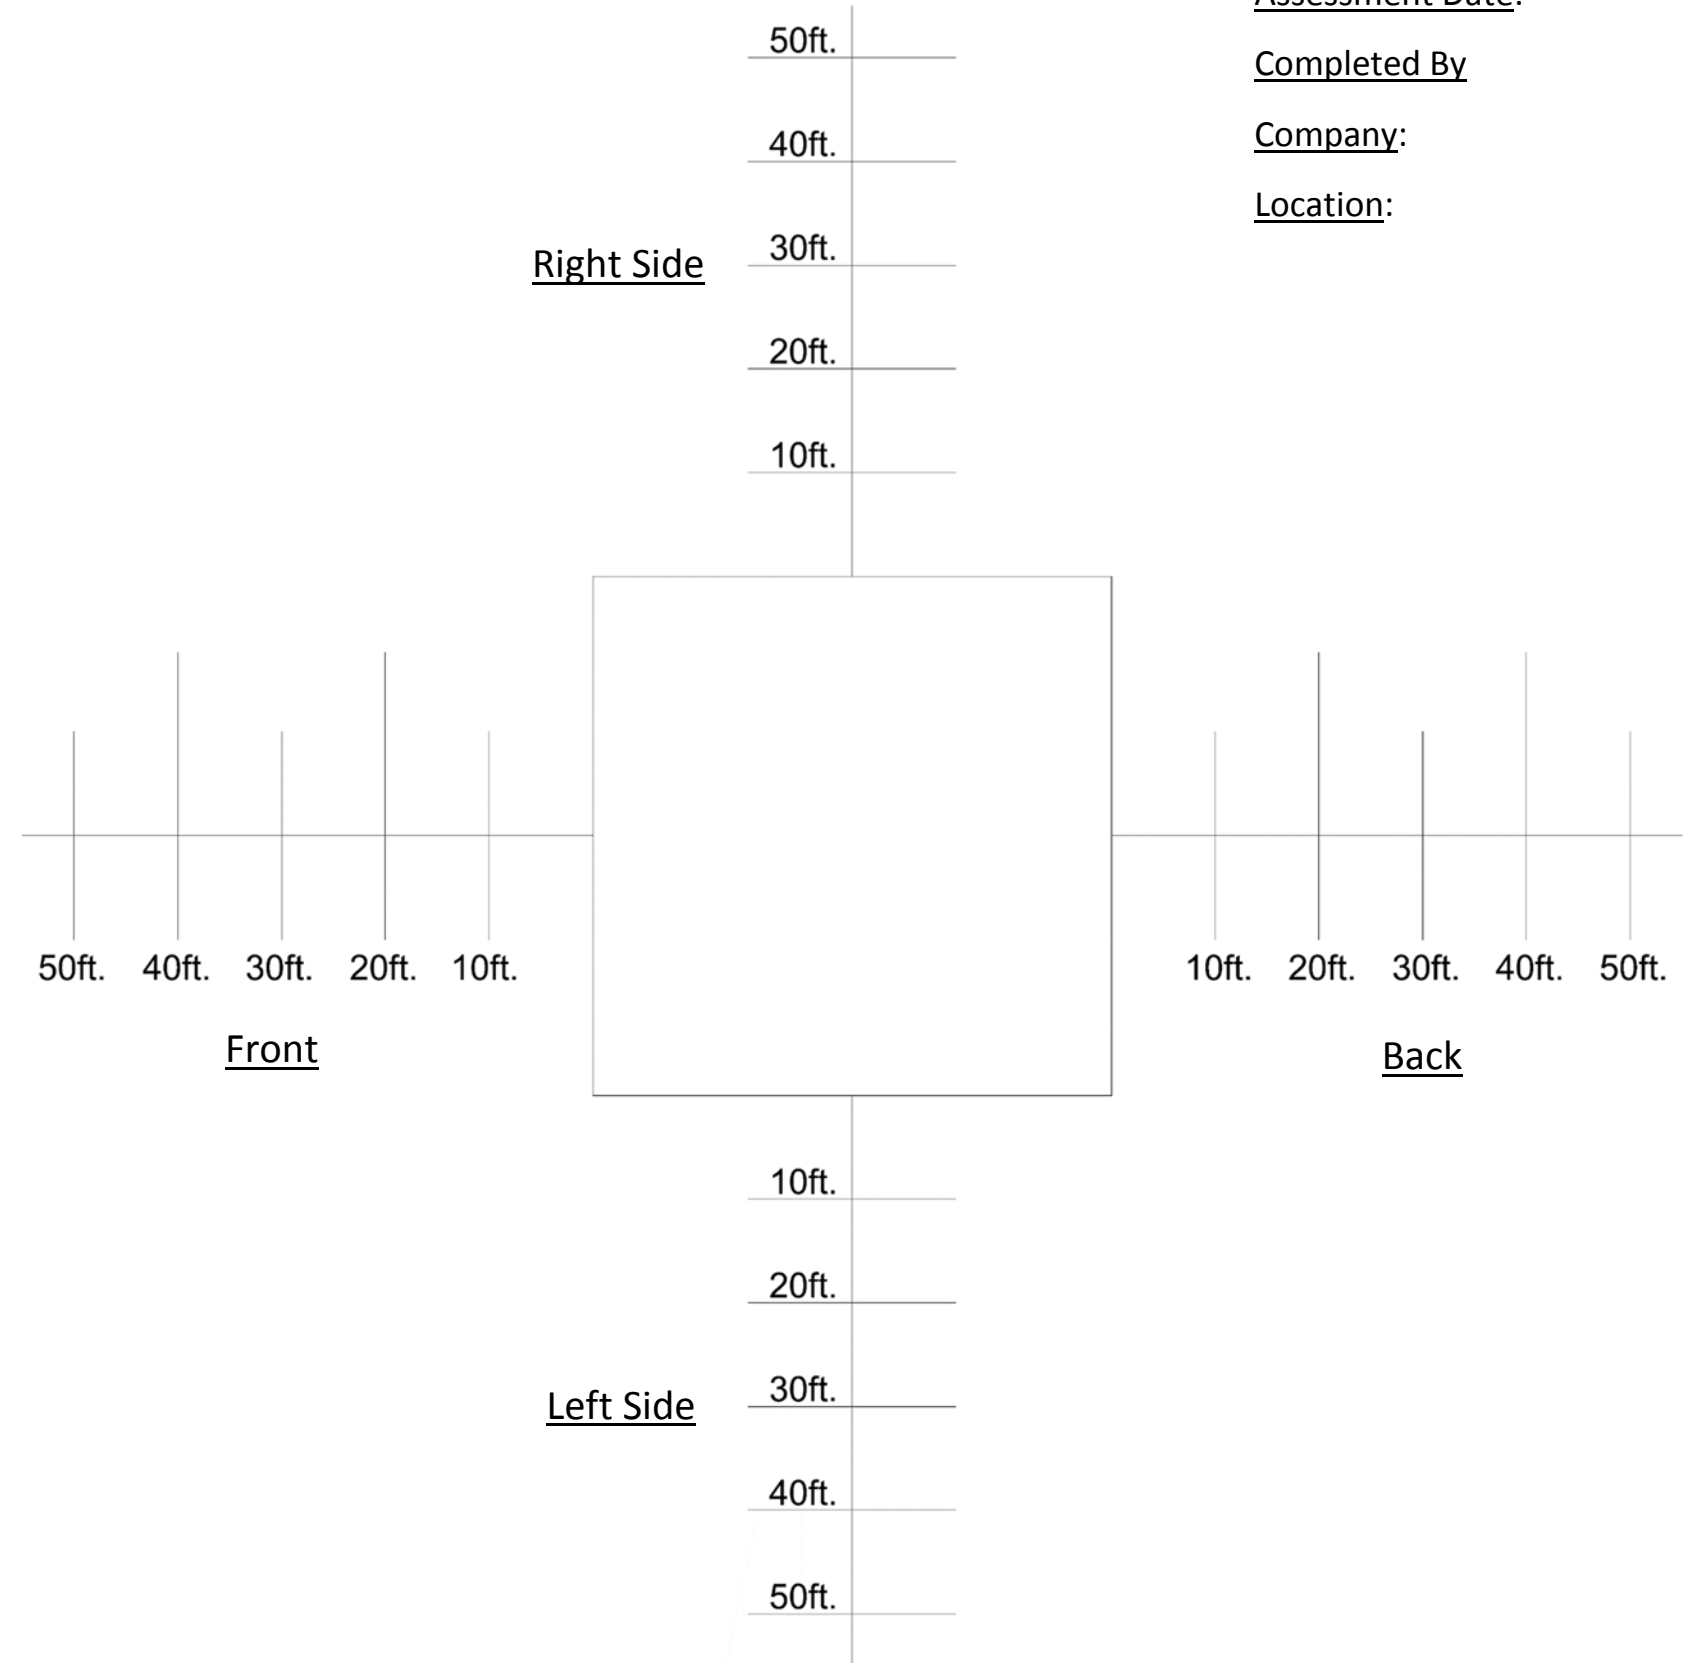 Assessment Date:
50ft.
Completed By
40ft.
Company:
Location:
30ft.
Right Side
20ft.
10ft.
50ft. 40ft. 30ft. 20ft. 10ft.
10ft. 20ft. 30ft. 40ft. 50ft.
Front
Back
10ft.
20ft.
30ft.
Left Side
40ft.
50ft.